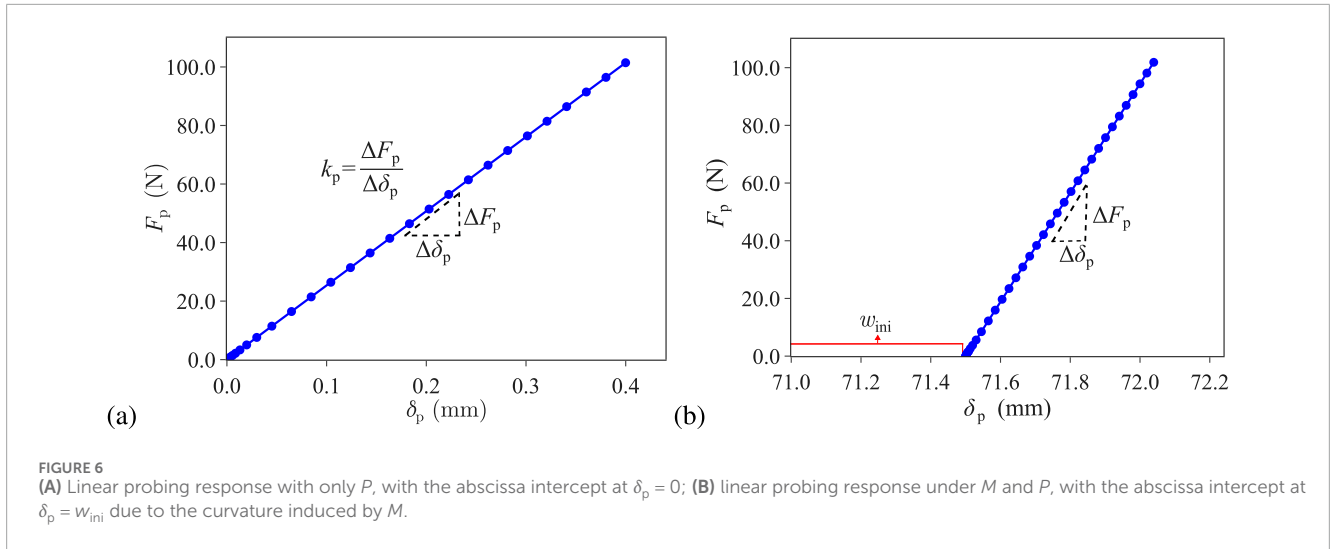 100.0
80.0
60.0
40.0
20.0
0.0
F_p (N)
k_p = ΔF_p / Δδ_p
ΔF_p
Δδ_p
0.0 0.1 0.2 0.3 0.4
δ_p (mm)
(a)
100.0
80.0
60.0
40.0
20.0
0.0
F_p (N)
ΔF_p
Δδ_p
w_ini
71.0 71.2 71.4 71.6 71.8 72.0 72.2
δ_p (mm)
(b)
FIGURE 6
(A) Linear probing response with only P, with the abscissa intercept at δ_p = 0; (B) linear probing response under M and P, with the abscissa intercept at
δ_p = w_ini due to the curvature induced by M.